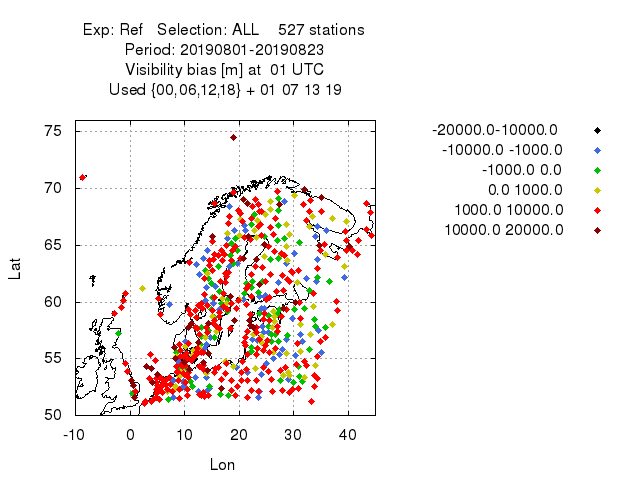 Exp: Ref Selection: ALL 527 stations
Period: 20190801-20190823
Visibility bias [m] at 01 UTC
Used {00,06,12,18} + 01 07 13 19
-20000.0-10000.0
-10000.0 -1000.0
-1000.0 0.0
0.0 1000.0
1000.0 10000.0
10000.0 20000.0
75
70
65
60
55
50
Lat
-10 0 10 20 30 40
Lon